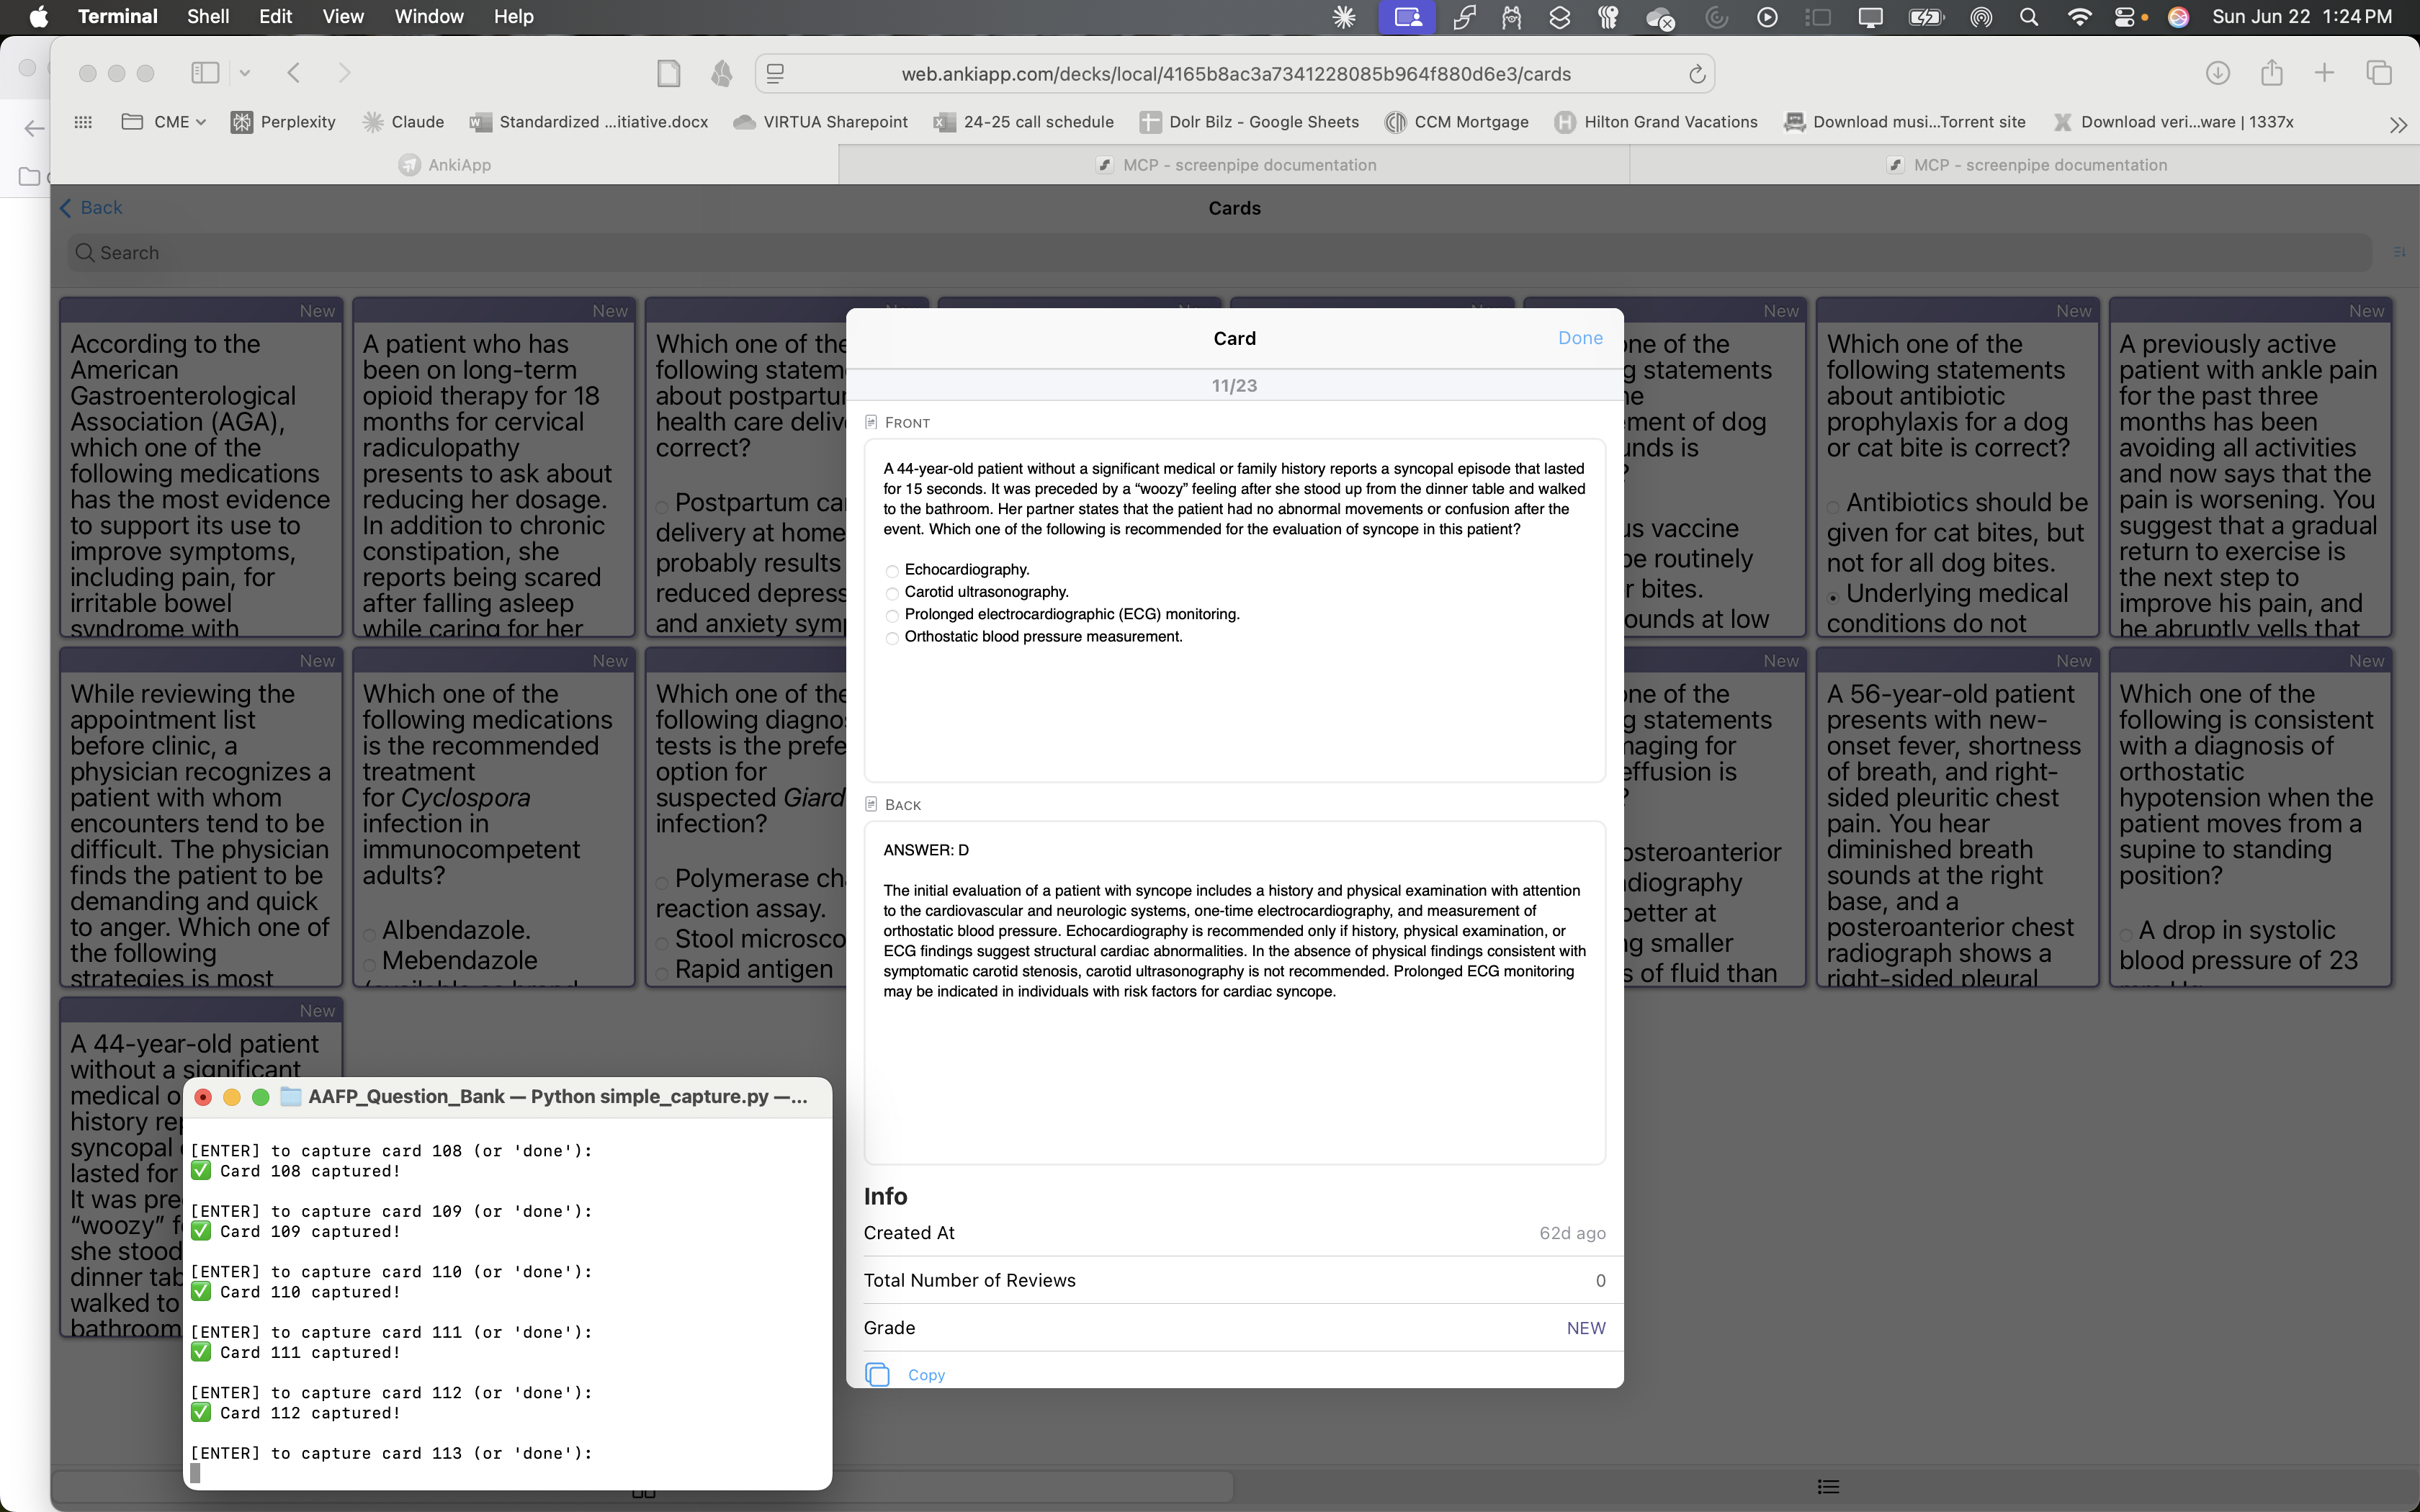 Terminal Shell Edit View Window Help Sun Jun 22 1:24 PM
web.ankiapp.com/decks/local/4165b8ac3a7341228085b964f880d6e3/cards
CME Perplexity Claude Standardized ...itiative.docx VIRTUA Sharepoint 24-25 call schedule Dolr Bilz - Google Sheets CCM Mortgage Hilton Grand Vacations Download musi...Torrent site Download veri...ware | 1337x
AnkiApp MCP - screenpipe documentation MCP - screenpipe documentation
Back Cards
Search
New
According to the
American
Gastroenterological
Association (AGA),
which one of the
following medications
has the most evidence
to support its use to
improve symptoms,
including pain, for
irritable bowel
syndrome with
New
A patient who has
been on long-term
opioid therapy for 18
months for cervical
radiculopathy
presents to ask about
reducing her dosage.
In addition to chronic
constipation, she
reports being scared
after falling asleep
while caring for her
Which one of the
following statem
about postpartu
health care deliv
correct?
Postpartum ca
delivery at home
probably results
reduced depress
and anxiety sym
New
one of the
g statements
ment of dog
unds is
?
us vaccine
be routinely
r bites.
ounds at low
New
Which one of the
following statements
about antibiotic
prophylaxis for a dog
or cat bite is correct?
Antibiotics should be
given for cat bites, but
not for all dog bites.
Underlying medical
conditions do not
New
A previously active
patient with ankle pain
for the past three
months has been
avoiding all activities
and now says that the
pain is worsening. You
suggest that a gradual
return to exercise is
the next step to
improve his pain, and
he abruptly yells that
New
While reviewing the
appointment list
before clinic, a
physician recognizes a
patient with whom
encounters tend to be
difficult. The physician
finds the patient to be
demanding and quick
to anger. Which one of
the following
strategies is most
New
Which one of the
following medications
is the recommended
treatment
for Cyclospora
infection in
immunocompetent
adults?
Albendazole.
Mebendazole
Which one of the
following diagno
tests is the prefe
option for
suspected Giard
infection?
Polymerase ch
reaction assay.
Stool microsco
Rapid antigen
New
one of the
g statements
naging for
effusion is
?
osteroanterior
diography
better at
ng smaller
s of fluid than
New
A 56-year-old patient
presents with new-
onset fever, shortness
of breath, and right-
sided pleuritic chest
pain. You hear
diminished breath
sounds at the right
base, and a
posteroanterior chest
radiograph shows a
right-sided pleural
New
Which one of the
following is consistent
with a diagnosis of
orthostatic
hypotension when the
patient moves from a
supine to standing
position?
A drop in systolic
blood pressure of 23
New
A 44-year-old patient
without a significant
medical o
history rep
syncopal
lasted for
It was pre
“woozy” f
she stood
dinner tab
walked to
bathroom
Card Done
11/23
FRONT
A 44-year-old patient without a significant medical or family history reports a syncopal episode that lasted
for 15 seconds. It was preceded by a “woozy” feeling after she stood up from the dinner table and walked
to the bathroom. Her partner states that the patient had no abnormal movements or confusion after the
event. Which one of the following is recommended for the evaluation of syncope in this patient?
Echocardiography.
Carotid ultrasonography.
Prolonged electrocardiographic (ECG) monitoring.
Orthostatic blood pressure measurement.
BACK
ANSWER: D
The initial evaluation of a patient with syncope includes a history and physical examination with attention
to the cardiovascular and neurologic systems, one-time electrocardiography, and measurement of
orthostatic blood pressure. Echocardiography is recommended only if history, physical examination, or
ECG findings suggest structural cardiac abnormalities. In the absence of physical findings consistent with
symptomatic carotid stenosis, carotid ultrasonography is not recommended. Prolonged ECG monitoring
may be indicated in individuals with risk factors for cardiac syncope.
Info
Created At 62d ago
Total Number of Reviews 0
Grade NEW
Copy
AAFP_Question_Bank — Python simple_capture.py —...
[ENTER] to capture card 108 (or 'done'):
✅ Card 108 captured!
[ENTER] to capture card 109 (or 'done'):
✅ Card 109 captured!
[ENTER] to capture card 110 (or 'done'):
✅ Card 110 captured!
[ENTER] to capture card 111 (or 'done'):
✅ Card 111 captured!
[ENTER] to capture card 112 (or 'done'):
✅ Card 112 captured!
[ENTER] to capture card 113 (or 'done'):